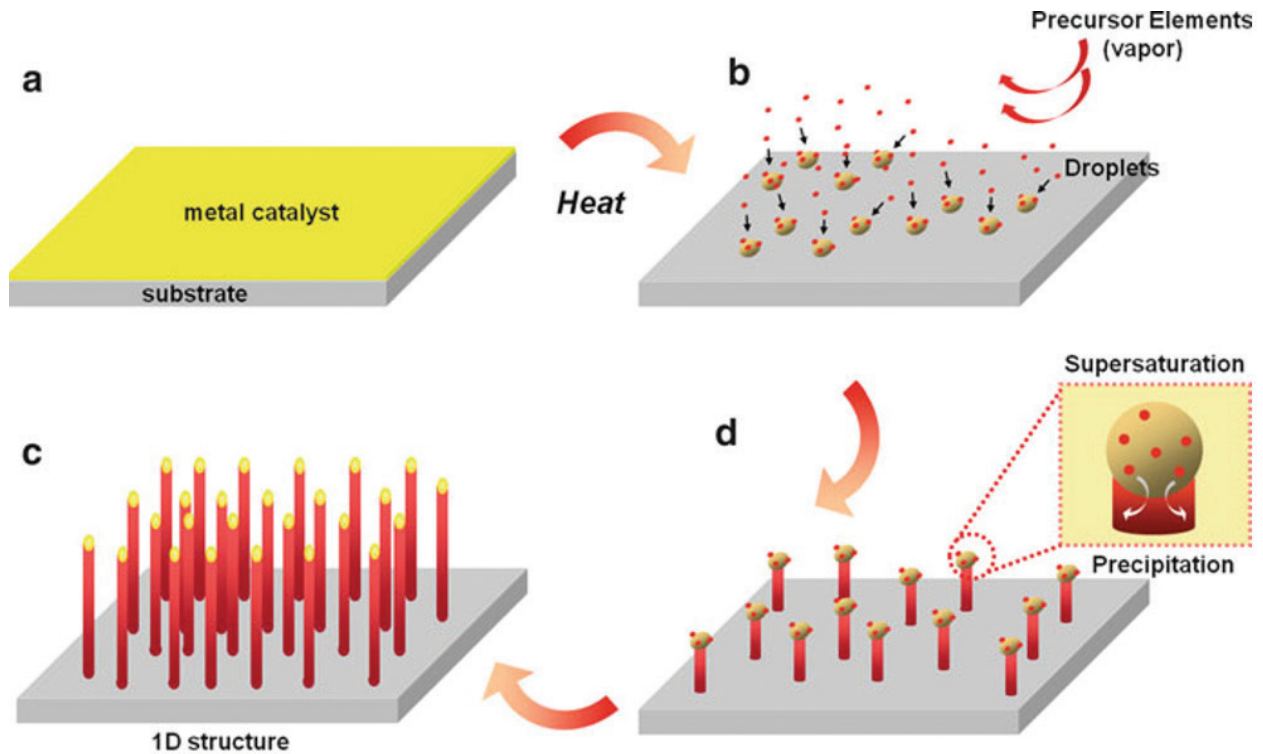 a
metal catalyst
substrate
Heat
b
Precursor Elements
(vapor)
Droplets
c
1D structure
d
Supersaturation
Precipitation